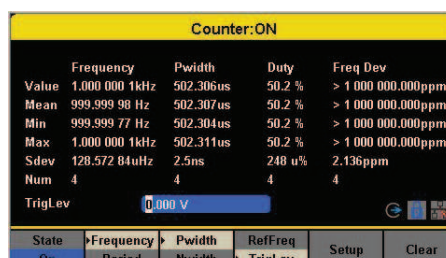 Counter:ON
Frequency Pwidth Duty Freq Dev
Value 1.000 000 1kHz 502.306us 50.2 % > 1 000 000.000ppm
Mean 999.999 98 Hz 502.307us 50.2 % > 1 000 000.000ppm
Min 999.999 77 Hz 502.304us 50.2 % > 1 000 000.000ppm
Max 1.000 000 1kHz 502.311us 50.2 % > 1 000 000.000ppm
Sdev 128.572 84uHz 2.5ns 248 u% 2.136ppm
Num 4 4 4 4
TrigLev 0.000 V
State Frequency Pwidth RefFreq Setup Clear
On Period Nwidth TrigLev